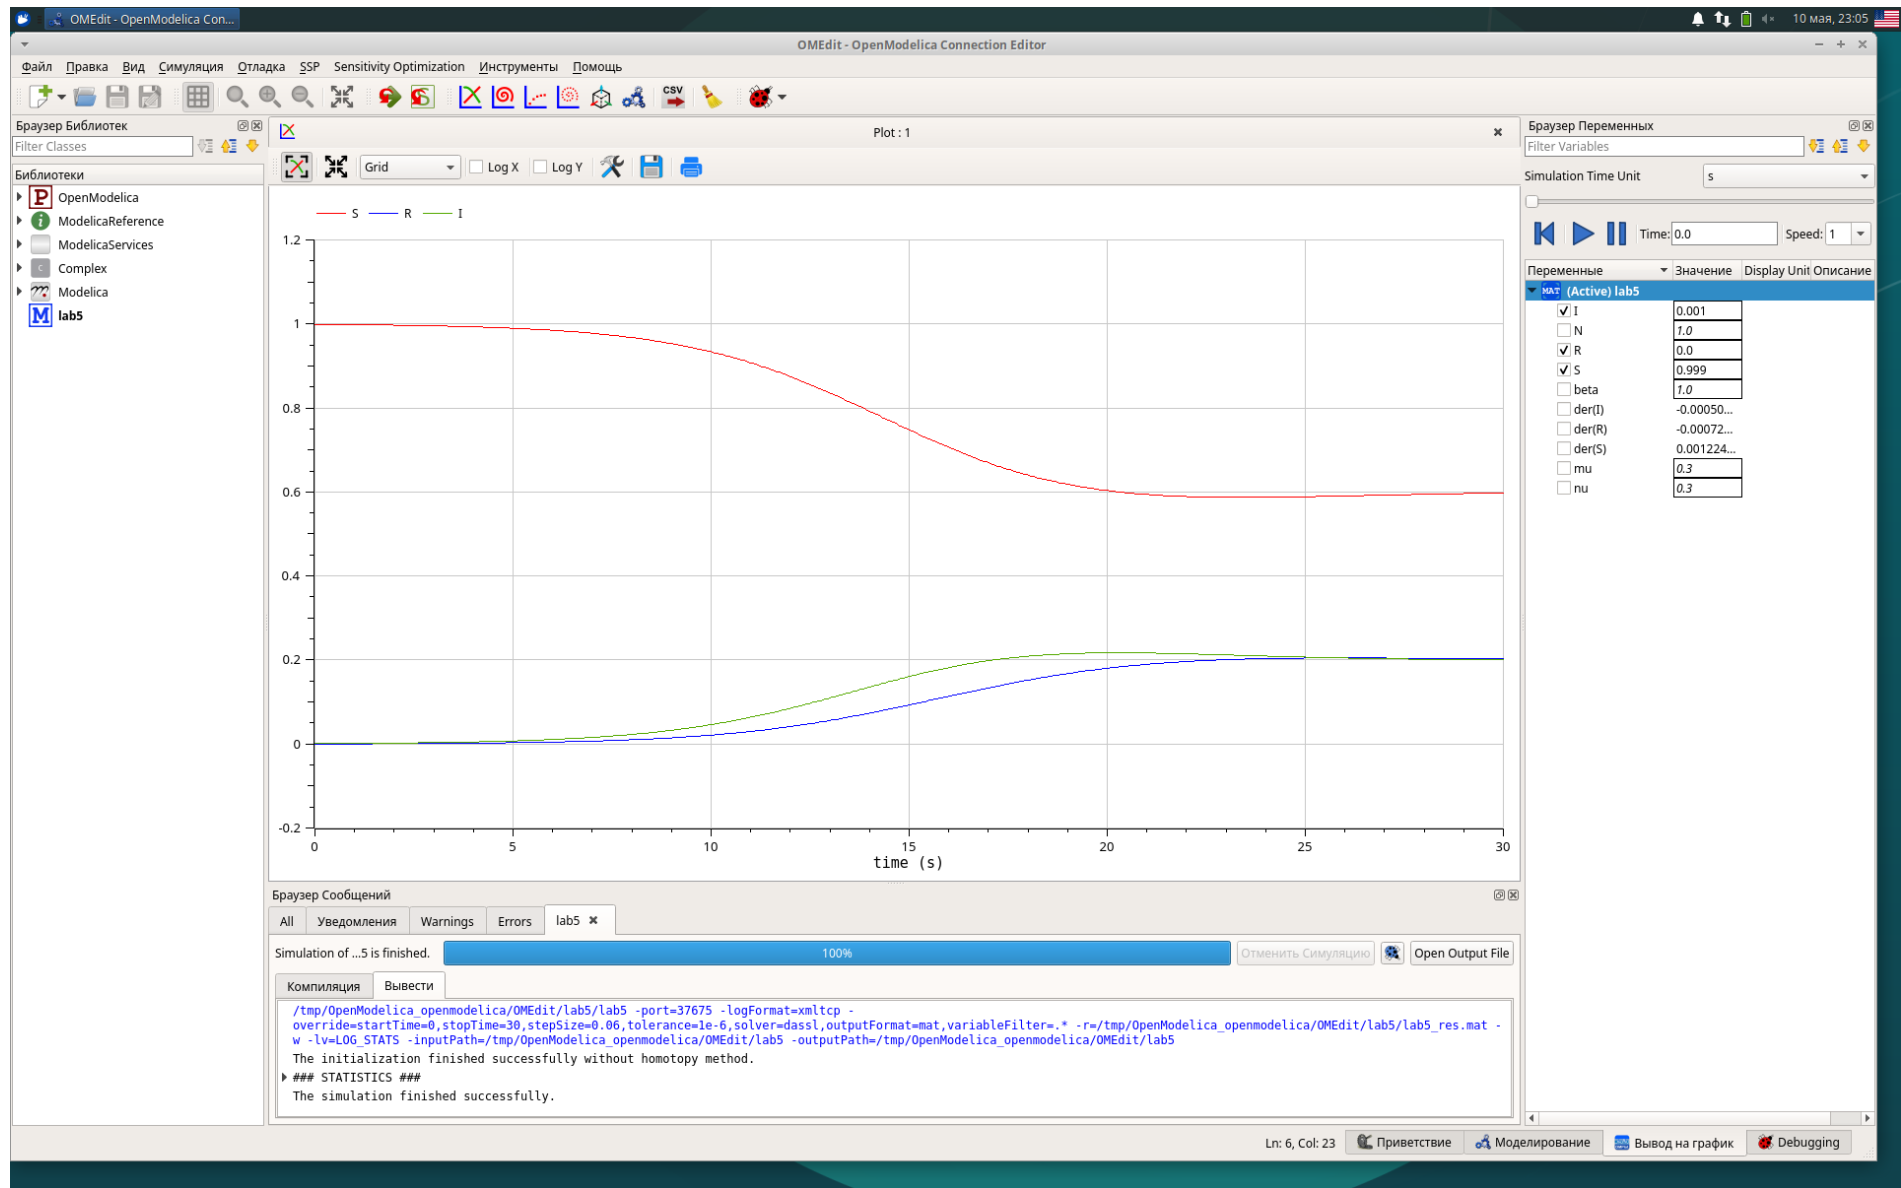 OMEdit - OpenModelica Con...
10 мая, 23:05
OMEdit - OpenModelica Connection Editor
Файл Правка Вид Симуляция Отладка SSP Sensitivity Optimization Инструменты Помощь
CSV
Браузер Библиотек
Filter Classes
Библиотеки
P OpenModelica
i ModelicaReference
ModelicaServices
C Complex
Modelica
M lab5
Plot : 1
Grid Log X Log Y
S R I
1.2
1
0.8
0.6
0.4
0.2
0
-0.2
0 5 10 15 20 25 30
time (s)
Браузер Сообщений
All Уведомления Warnings Errors lab5
Simulation of ...5 is finished. 100% Отменить Симуляцию Open Output File
Компиляция Вывести
/tmp/OpenModelica_openmodelica/OMEdit/lab5/lab5 -port=37675 -logFormat=xmltcp -
override=startTime=0,stopTime=30,stepSize=0.06,tolerance=1e-6,solver=dassl,outputFormat=mat,variableFilter=.* -r=/tmp/OpenModelica_openmodelica/OMEdit/lab5/lab5_res.mat -
w -lv=LOG_STATS -inputPath=/tmp/OpenModelica_openmodelica/OMEdit/lab5 -outputPath=/tmp/OpenModelica_openmodelica/OMEdit/lab5
The initialization finished successfully without homotopy method.
### STATISTICS ###
The simulation finished successfully.
Браузер Переменных
Filter Variables
Simulation Time Unit s
Time: 0.0 Speed: 1
Переменные Значение Display Unit Описание
MAT (Active) lab5
I 0.001
N 1.0
R 0.0
S 0.999
beta 1.0
der(I) -0.00050...
der(R) -0.00072...
der(S) 0.001224...
mu 0.3
nu 0.3
Ln: 6, Col: 23 Приветствие Моделирование Вывод на график Debugging